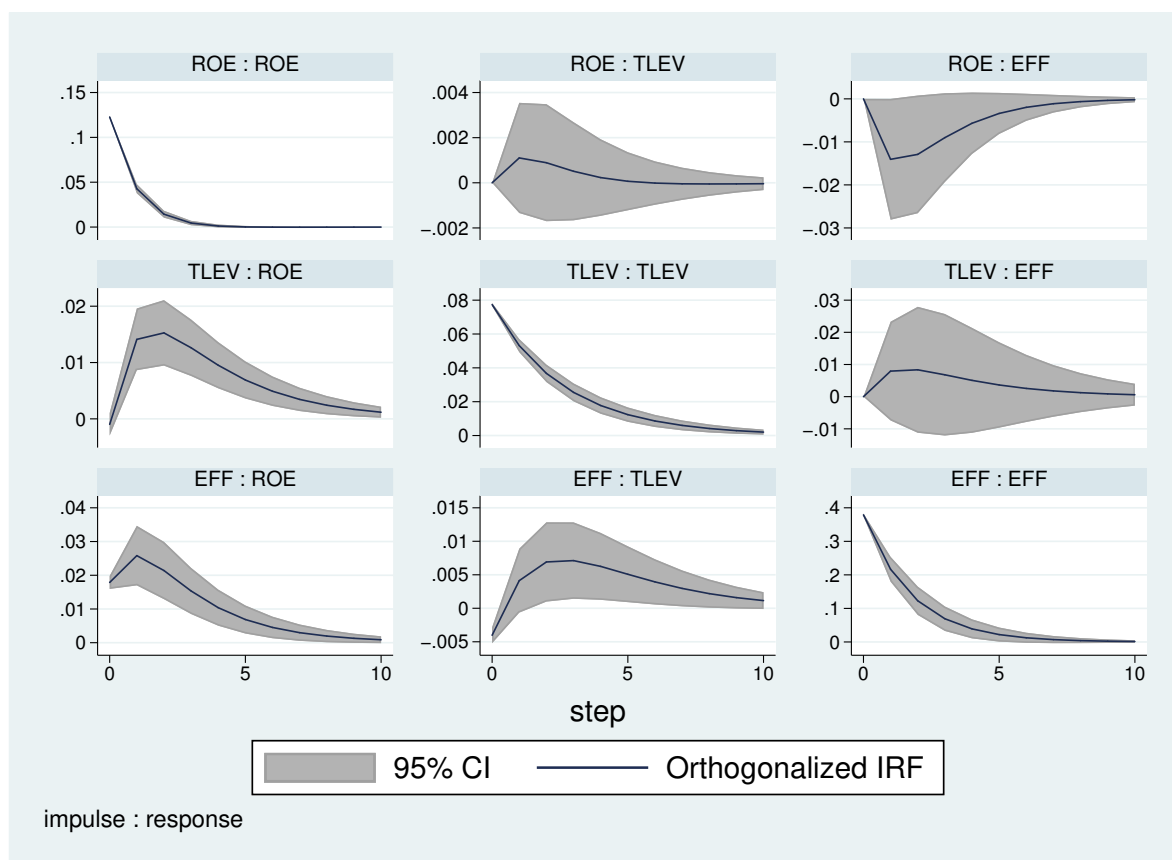 ROE : ROE
ROE : TLEV
ROE : EFF
.15
.1
.05
0
.004
.002
0
−.002
0
−.01
−.02
−.03
TLEV : ROE
TLEV : TLEV
TLEV : EFF
.02
.01
0
.08
.06
.04
.02
0
.03
.02
.01
0
−.01
EFF : ROE
EFF : TLEV
EFF : EFF
.04
.03
.02
.01
0
.015
.01
.005
0
−.005
.4
.3
.2
.1
0
0 5 10
0 5 10
0 5 10
step
95% CI
Orthogonalized IRF
impulse : response